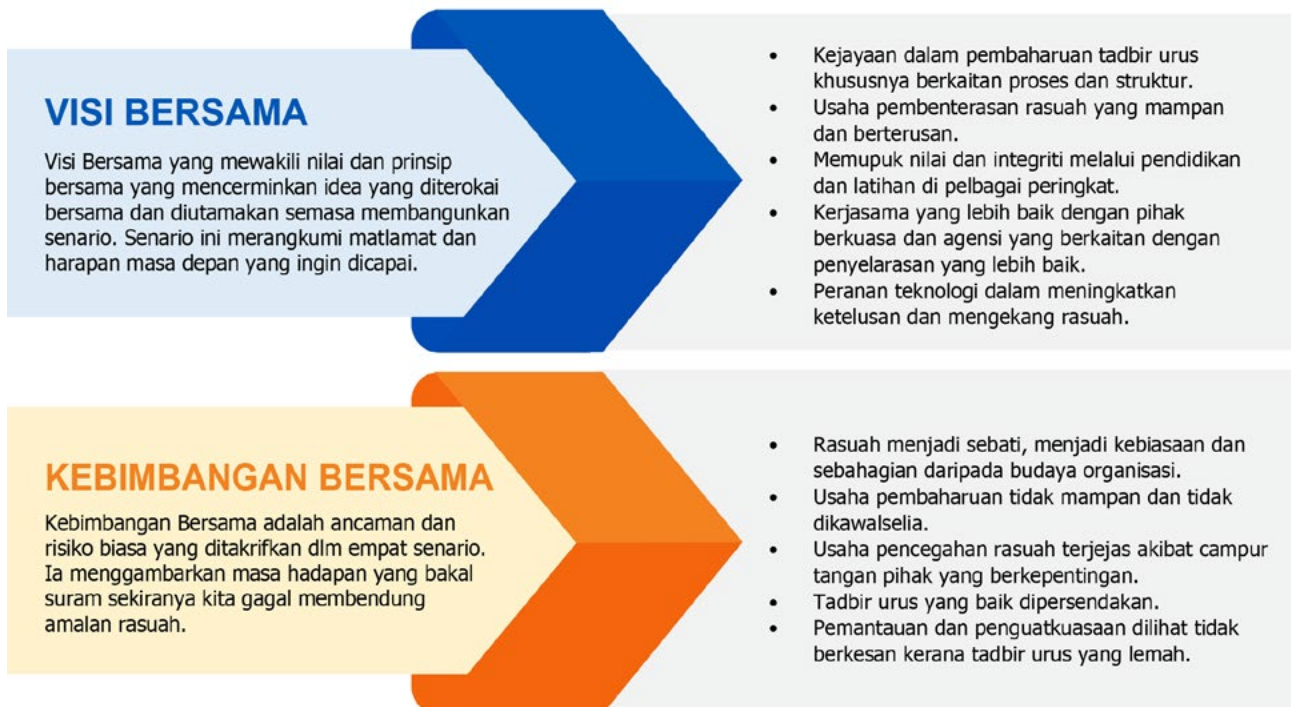 VISI BERSAMA
Visi Bersama yang mewakili nilai dan prinsip
bersama yang mencerminkan idea yang diterokai
bersama dan diutamakan semasa membangunkan
senario. Senario ini merangkumi matlamat dan
harapan masa depan yang ingin dicapai.
• Kejayaan dalam pembaharuan tadbir urus
khususnya berkaitan proses dan struktur.
• Usaha pembenterasan rasuah yang mampan
dan berterusan.
• Memupuk nilai dan integriti melalui pendidikan
dan latihan di pelbagai peringkat.
• Kerjasama yang lebih baik dengan pihak
berkuasa dan agensi yang berkaitan dengan
penyelarasan yang lebih baik.
• Peranan teknologi dalam meningkatkan
ketelusan dan mengekang rasuah.
KEBIMBANGAN BERSAMA
Kebimbangan Bersama adalah ancaman dan
risiko biasa yang ditakrifkan dlm empat senario.
Ia menggambarkan masa hadapan yang bakal
suram sekiranya kita gagal membendung
amalan rasuah.
• Rasuah menjadi sebati, menjadi kebiasaan dan
sebahagian daripada budaya organisasi.
• Usaha pembaharuan tidak mampan dan tidak
dikawalselia.
• Usaha pencegahan rasuah terjejas akibat campur
tangan pihak yang berkepentingan.
• Tadbir urus yang baik dipersendakan.
• Pemantauan dan penguatkuasaan dilihat tidak
berkesan kerana tadbir urus yang lemah.